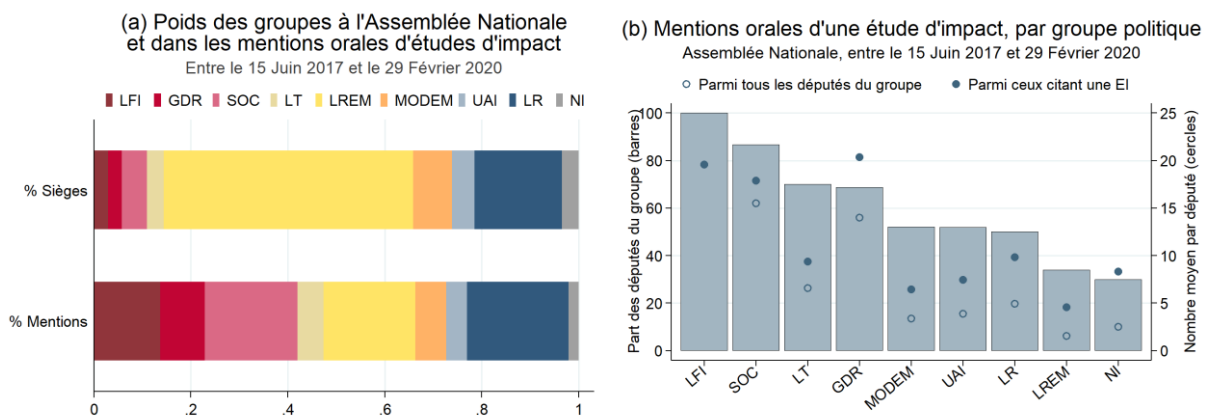 (a) Poids des groupes à l'Assemblée Nationale
et dans les mentions orales d'études d'impact
Entre le 15 Juin 2017 et le 29 Février 2020
LFI GDR SOC LT LREM MODEM UAI LR NI
% Sièges
% Mentions
0 .2 .4 .6 .8 1
(b) Mentions orales d'une étude d'impact, par groupe politique
Assemblée Nationale, entre le 15 Juin 2017 et 29 Février 2020
Parmi tous les députés du groupe Parmi ceux citant une EI
Part des députés du groupe (barres)
100
80
60
40
20
0
25
20
15
10
5
0
Nombre moyen par député (cercles)
LFI SOC LT GDR MODEM UAI LR LREM NI